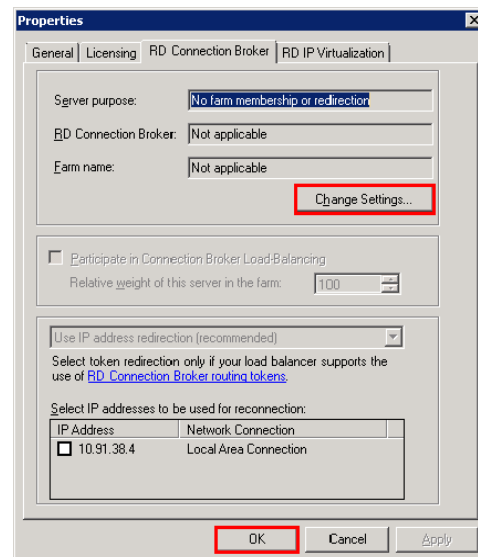 Properties
General Licensing RD Connection Broker RD IP Virtualization
Server purpose: No farm membership or redirection
RD Connection Broker: Not applicable
Farm name: Not applicable
Change Settings...
Participate in Connection Broker Load-Balancing
Relative weight of this server in the farm: 100
Use IP address redirection (recommended)
Select token redirection only if your load balancer supports the
use of RD Connection Broker routing tokens.
Select IP addresses to be used for reconnection:
IP Address Network Connection
10.91.38.4 Local Area Connection
OK Cancel Apply